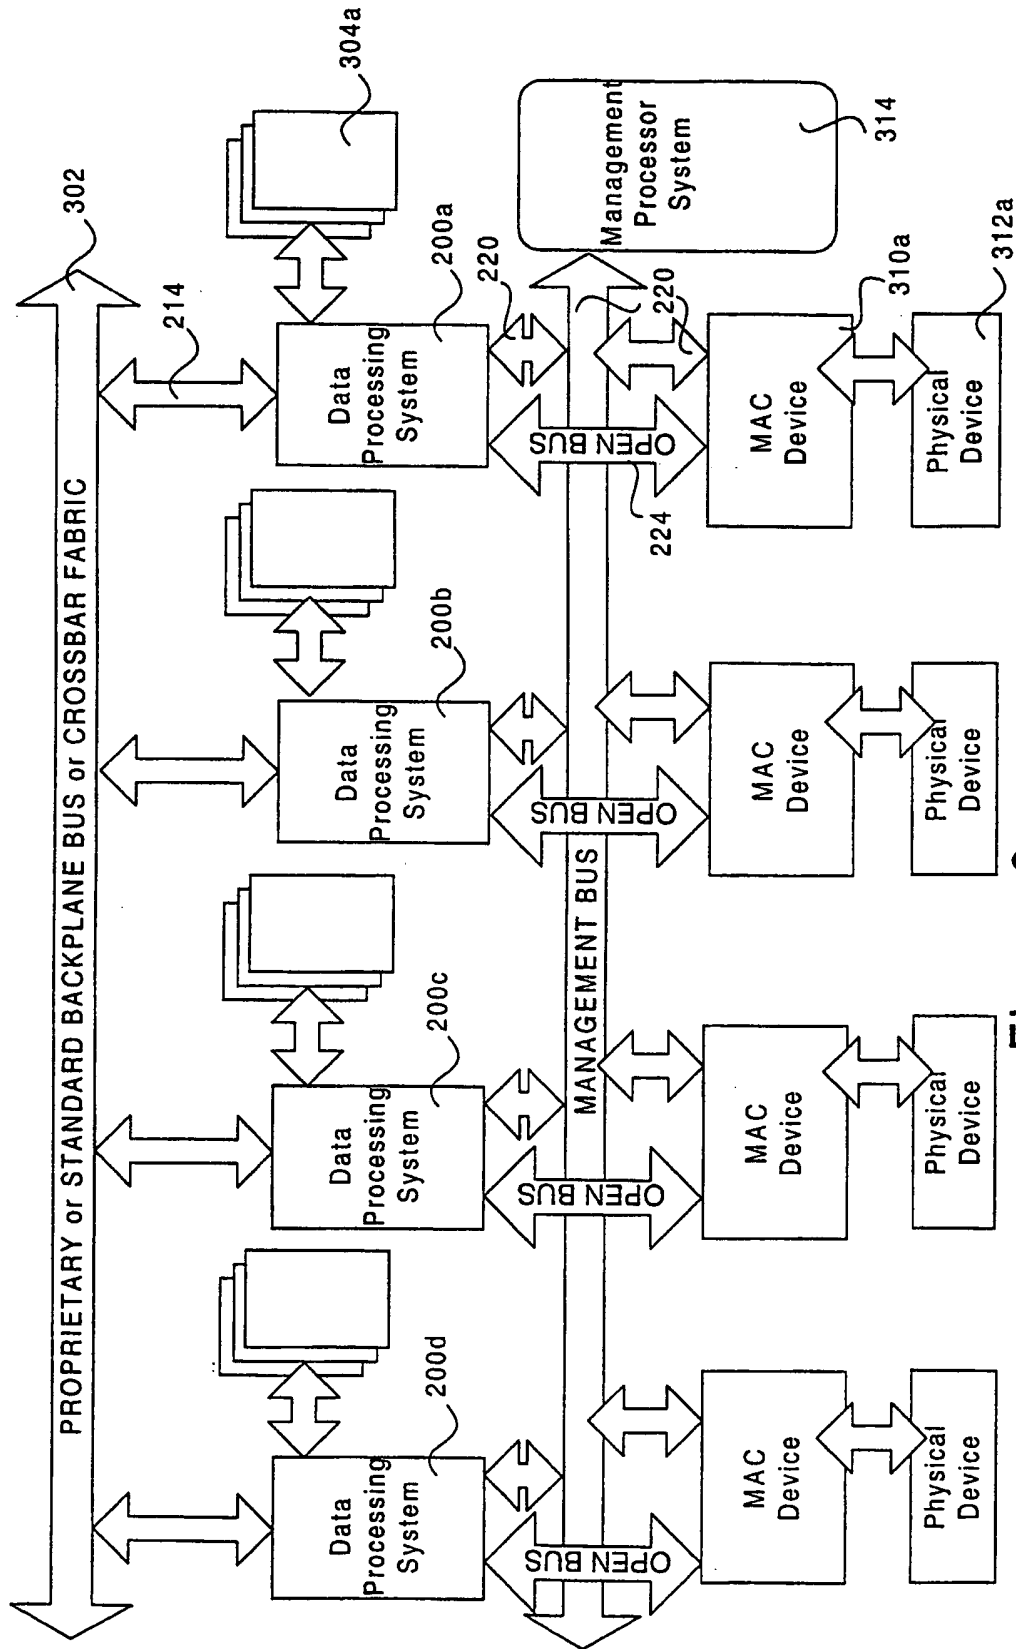 PROPRIETARY or STANDARD BACKPLANE BUS or CROSSBAR FABRIC
302
214
304a
Data
Processing
System
200d
Data
Processing
System
200c
Data
Processing
System
200b
Data
Processing
System
200a
220
OPEN BUS
OPEN BUS
OPEN BUS
OPEN BUS
MANAGEMENT BUS
224
220
Management
Processor
System
314
MAC
Device
MAC
Device
MAC
Device
MAC
Device
310a
Physical
Device
Physical
Device
Physical
Device
Physical
Device
312a